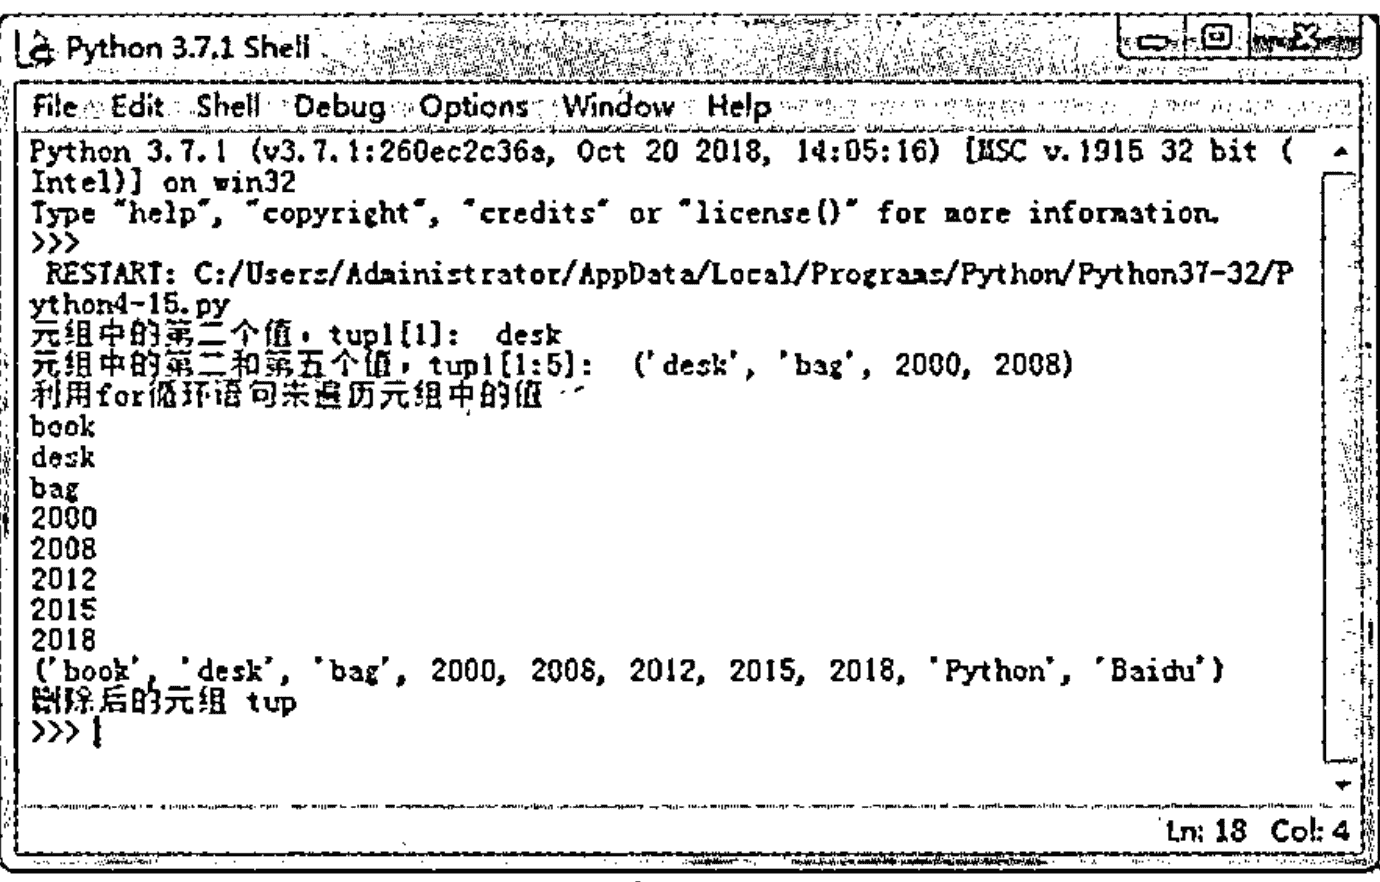 Python 3.7.1 Shell
File Edit Shell Debug Options Window Help
Python 3.7.1 (v3.7.1:260ec2c36a, Oct 20 2018, 14:05:16) [MSC v.1915 32 bit (
Intel)] on win32
Type "help", "copyright", "credits" or "license()" for more information.
>>>
RESTART: C:/Users/Administrator/AppData/Local/Programs/Python/Python37-32/P
ython4-15.py
元组中的第二个值，tup1[1]: desk
元组中的第二和第五个值，tup1[1:5]: ('desk', 'bag', 2000, 2008)
利用for循环语句来遍历元组中的值
book
desk
bag
2000
2008
2012
2015
2018
('book', 'desk', 'bag', 2000, 2008, 2012, 2015, 2018, 'Python', 'Baidu')
删除后的元组 tup
>>>
Ln: 18 Col: 4